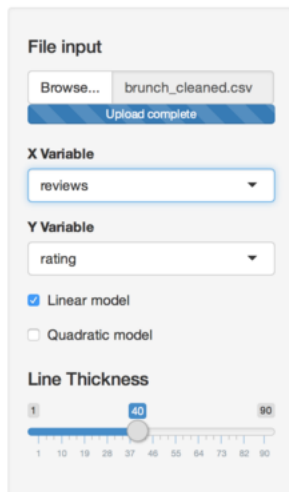 File input
Browse... brunch_cleaned.csv
Upload complete
X Variable
reviews
Y Variable
rating
Linear model
Quadratic model
Line Thickness
1 40 90
1 10 19 28 37 46 55 64 73 82 90